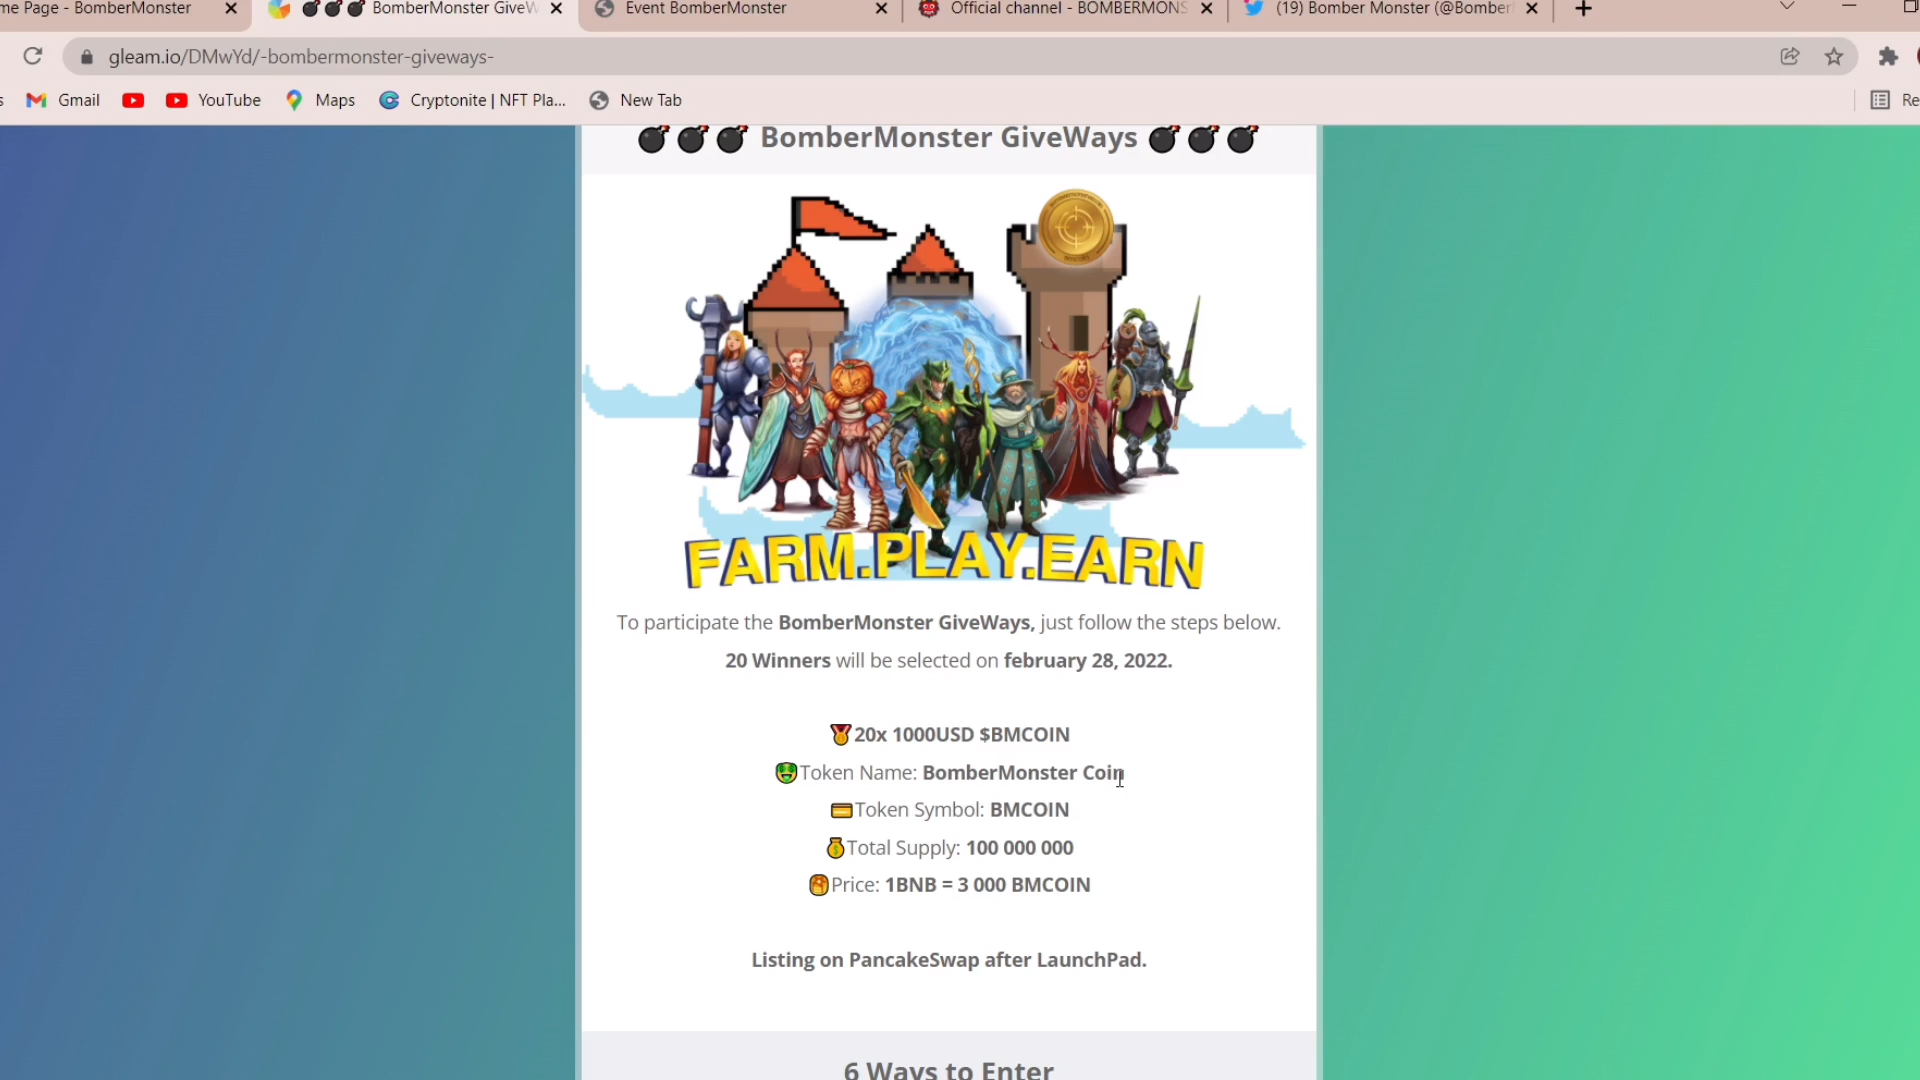 me Page - BomberMonster
BomberMonster GiveW
Event BomberMonster
Official channel - BOMBERMONS
(19) Bomber Monster (@Bomber
gleam.io/DMwYd/-bombermonster-giveways-
s
Gmail
YouTube
Maps
Cryptonite | NFT Pla...
New Tab
Re
BomberMonster GiveWays
FARM.PLAY.EARN
To participate the BomberMonster GiveWays, just follow the steps below.
20 Winners will be selected on february 28, 2022.
20x 1000USD $BMCOIN
Token Name: BomberMonster Coin
Token Symbol: BMCOIN
Total Supply: 100 000 000
Price: 1BNB = 3 000 BMCOIN
Listing on PancakeSwap after LaunchPad.
6 Ways to Enter